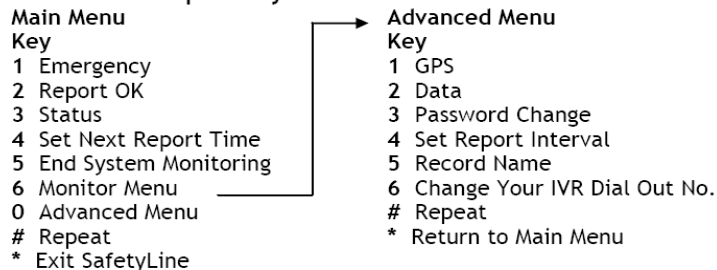 Main Menu
Key
1 Emergency
2 Report OK
3 Status
4 Set Next Report Time
5 End System Monitoring
6 Monitor Menu
0 Advanced Menu
# Repeat
* Exit SafetyLine
Advanced Menu
Key
1 GPS
2 Data
3 Password Change
4 Set Report Interval
5 Record Name
6 Change Your IVR Dial Out No.
# Repeat
* Return to Main Menu